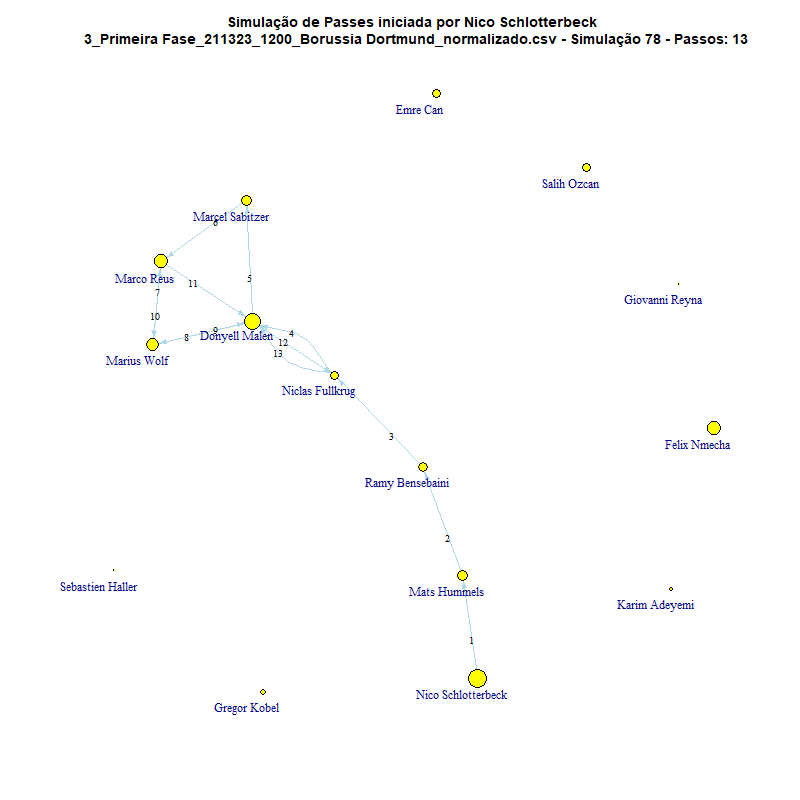 Simulação de Passes iniciada por Nico Schlotterbeck
3_Primeira Fase_211323_1200_Borussia Dortmund_normalizado.csv - Simulação 78 - Passos: 13
Emre Can
Salih Ozcan
Marcel Sabitzer
6
Marco Reus
11
5
7
Giovanni Reyna
10
9
4
Donyell Malen
8
12
13
Marius Wolf
Niclas Fullkrug
3
Felix Nmecha
Ramy Bensebaini
2
Sebastien Haller
Mats Hummels
Karim Adeyemi
1
Nico Schlotterbeck
Gregor Kobel